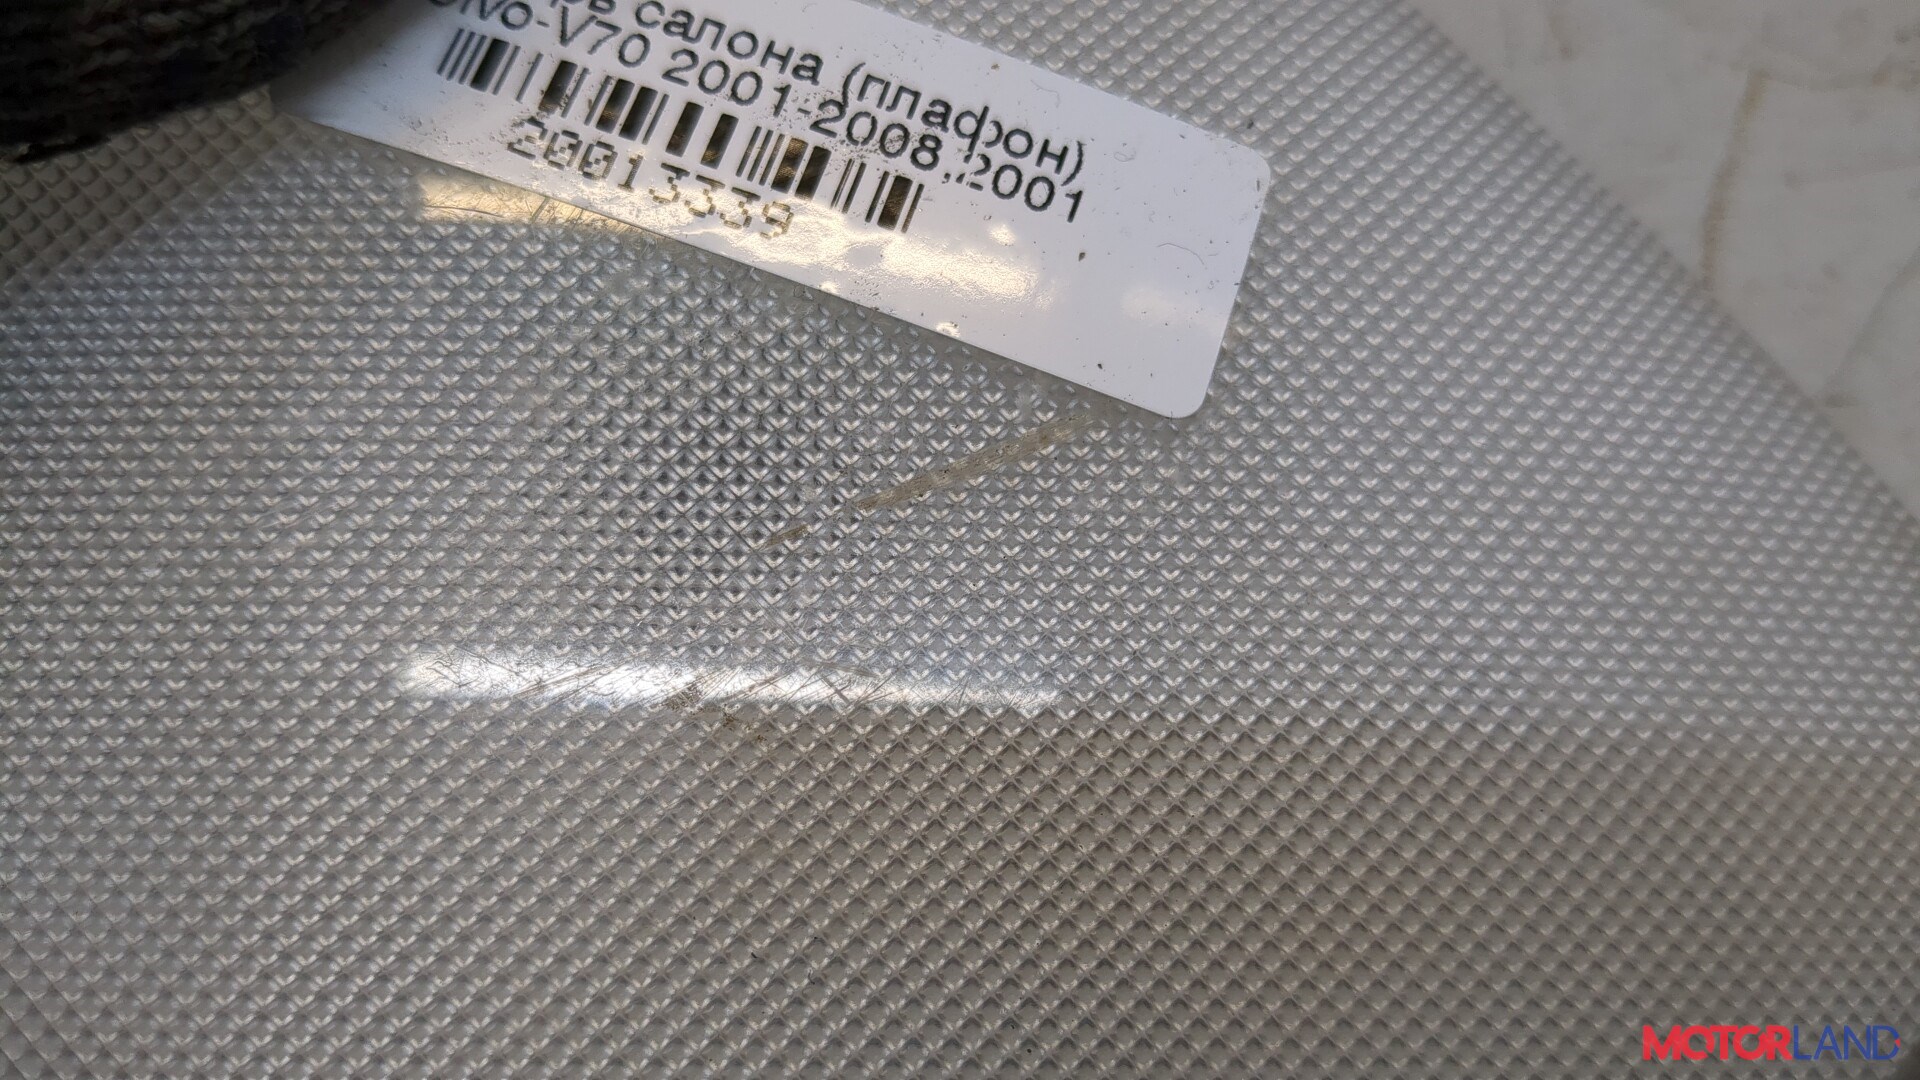 салона (плафон)
V70 2001-2008,2001
20013339
MOTORLAND